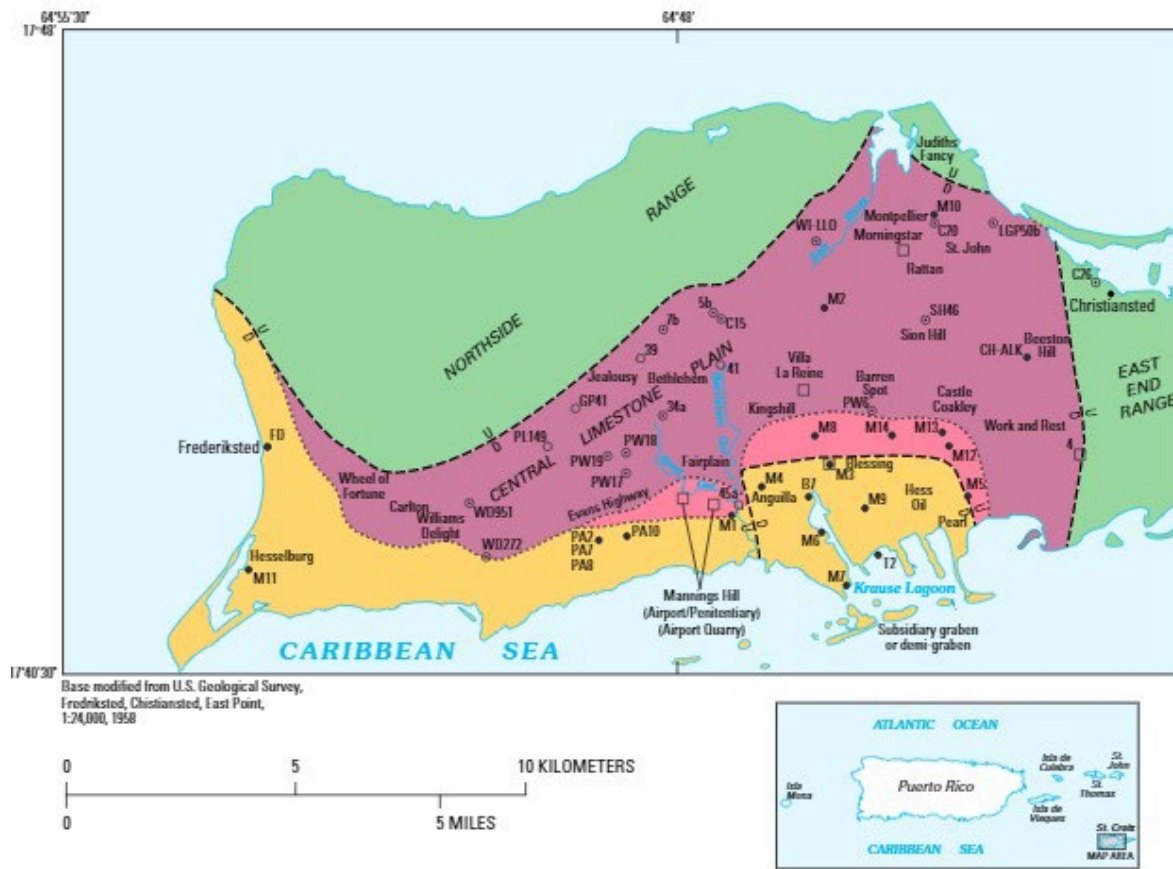 64°55'30"
64°48'
17°48'
Judiths
Fancy
U
D
RANGE
M10
Montpellier
C20
LGP50b
WI-LLO
Morningstar
St. John
Rattan
C26
Christiansted
5b
M2
7b
C15
SH46
Sion Hill
D
U
NORTHSIDE
39
PLAIN
Beeston
Hill
CH-ALK
Jealousy
Bethlehem
41
Villa
La Reine
EAST
END
RANGE
GP41
LIMESTONE
34a
Barren
Spot
PW6
Castle
Coakley
Kingshill
D
U
U
D
M8
M14
M13
Work and Rest
4
Frederiksted
FD
PL149
PW18
M12
PW19
Fairplain
Blessing
M3
Wheel of
Fortune
CENTRAL
PW17
M4
Anguilla
B7
M9
Hess
Oil
M5
Carlton
WD951
Evans Highway
45a
Williams
Delight
M1
Pearl
WD272
PA2
PA7
PA8
PA10
M6
T2
Hesselburg
M11
M7
Krause Lagoon
Mannings Hill
(Airport/Penitentiary)
(Airport Quarry)
Subsidiary graben
or demi-graben
CARIBBEAN SEA
17°40'30"
Base modified from U.S. Geological Survey,
Fredriksted, Chistiansted, East Point,
1:24,000, 1958
0 5 10 KILOMETERS
0 5 MILES
ATLANTIC OCEAN
Isla
Mona
Puerto Rico
Isla de
Culebra
St.
John
St.
Thomas
Isla de
Vieques
St. Croix
MAP AREA
CARIBBEAN SEA